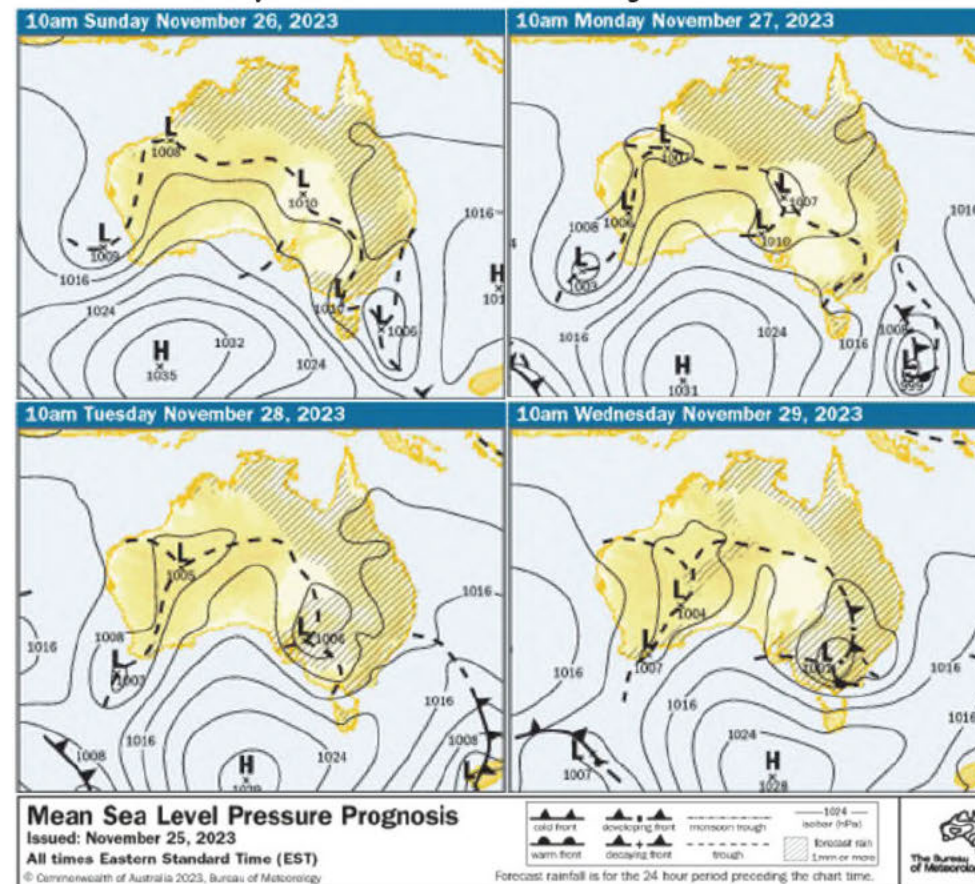 10am Sunday November 26, 2023
L
1008
L
1010
L
1009
1016
1016
H
1024
L
L
1006
H
1035
1032
1024
10am Monday November 27, 2023
L
L
1007
L
1008
L
1010
L
1003
1016
1016
1024
1016
1008
H
1031
10am Tuesday November 28, 2023
L
1005
1016
1008
L
L
1006
1016
1016
1016
1024
1008
1008
H
L
10am Wednesday November 29, 2023
L
1004
L
1007
L
1016
1016
1016
1016
1024
H
1028
L
1007
Mean Sea Level Pressure Prognosis
Issued: November 25, 2023
All times Eastern Standard Time (EST)
© Commonwealth of Australia 2023, Bureau of Meteorology
cold front
developing front
monsoon trough
1024
isobar (hPa)
warm front
decaying front
trough
forecast rain
1mm or more
Forecast rainfall is for the 24 hour period preceding the chart time.
The Bureau
of Meteorol